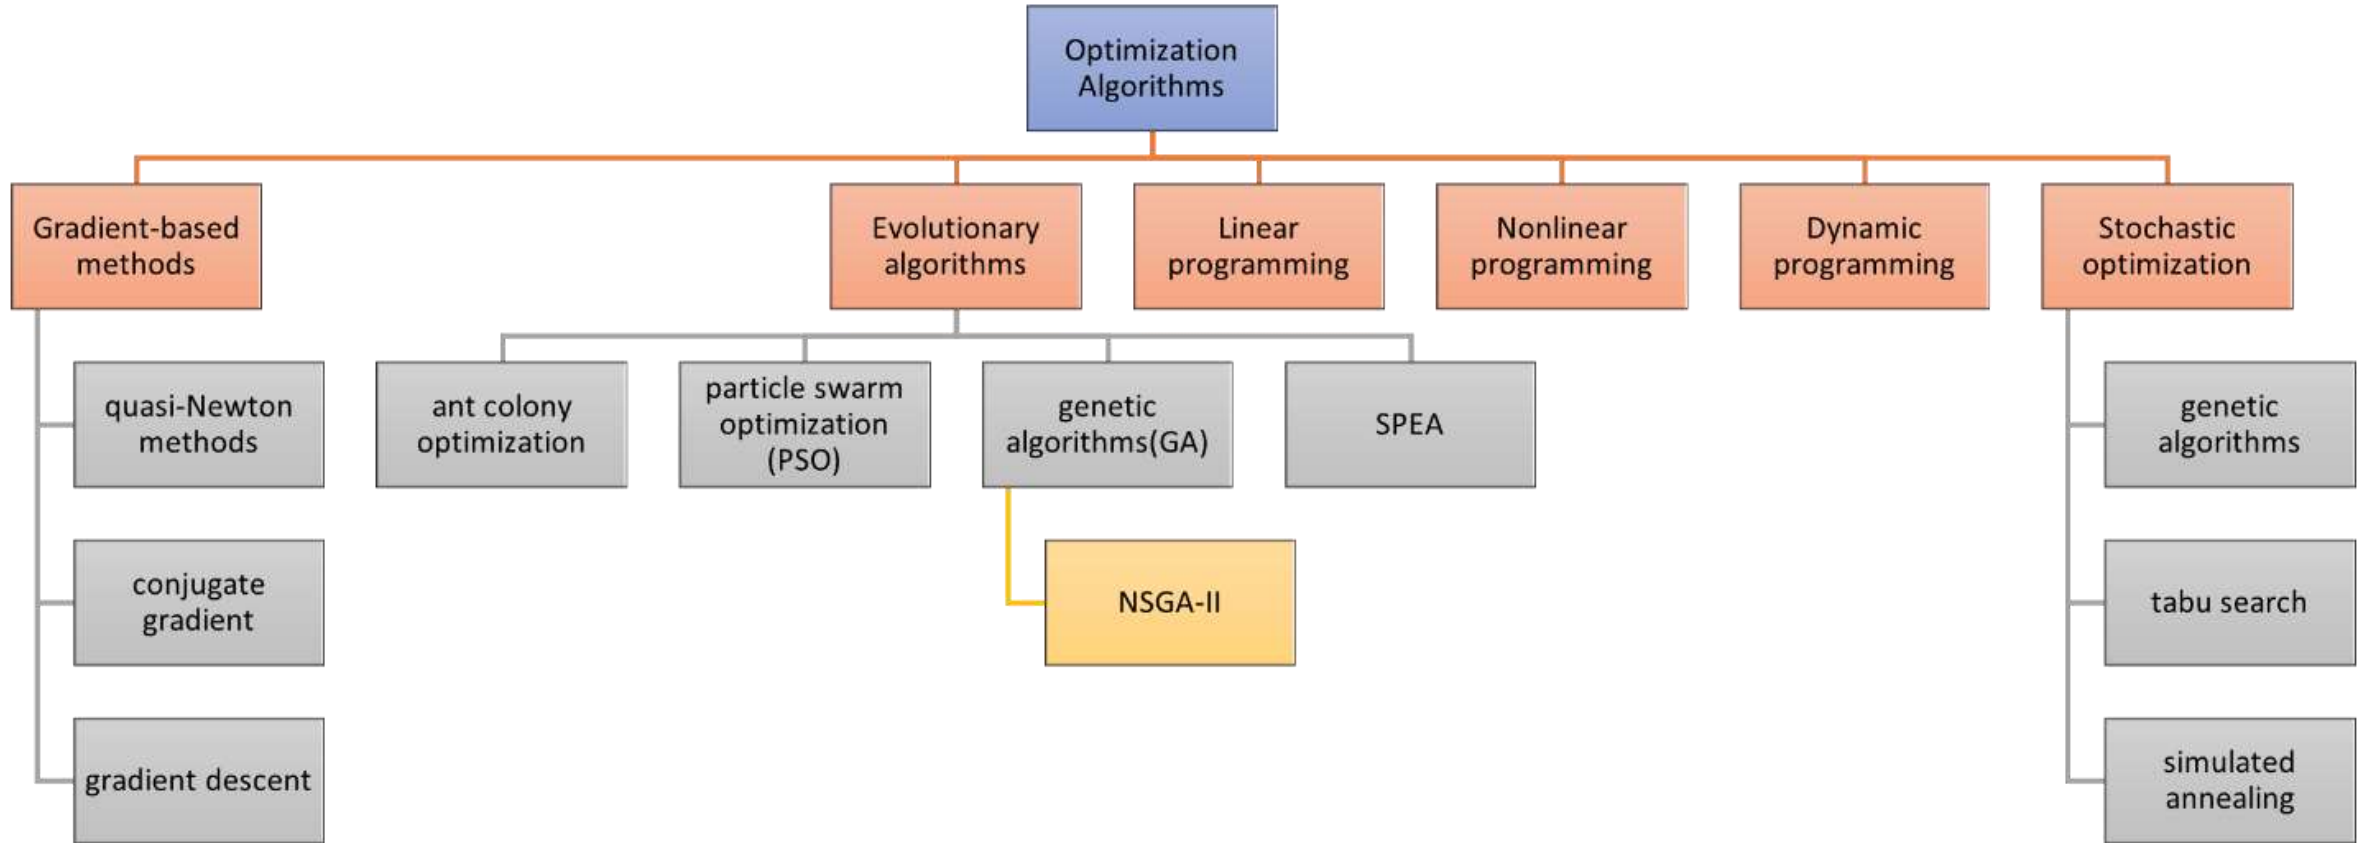 Optimization
Algorithms
Gradient-based
methods
Evolutionary
algorithms
Linear
programming
Nonlinear
programming
Dynamic
programming
Stochastic
optimization
quasi-Newton
methods
ant colony
optimization
particle swarm
optimization
(PSO)
genetic
algorithms(GA)
SPEA
genetic
algorithms
conjugate
gradient
NSGA-II
tabu search
gradient descent
simulated
annealing